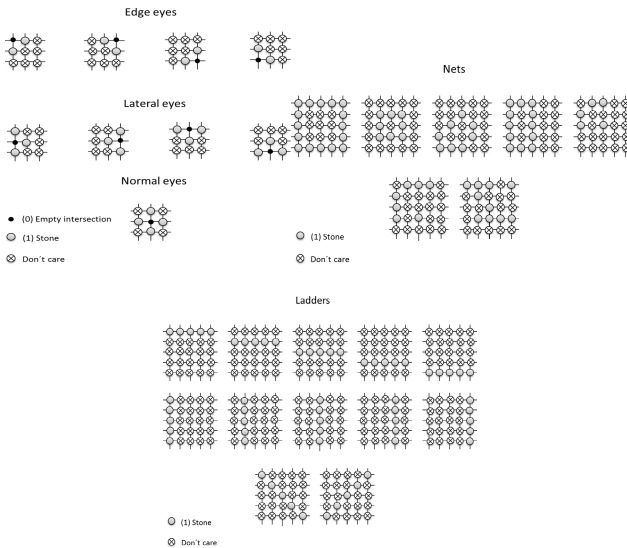 Edge eyes
Nets
Lateral eyes
Normal eyes
(0) Empty intersection
(1) Stone
Don´t care
(1) Stone
Don´t care
Ladders
(1) Stone
Don´t care